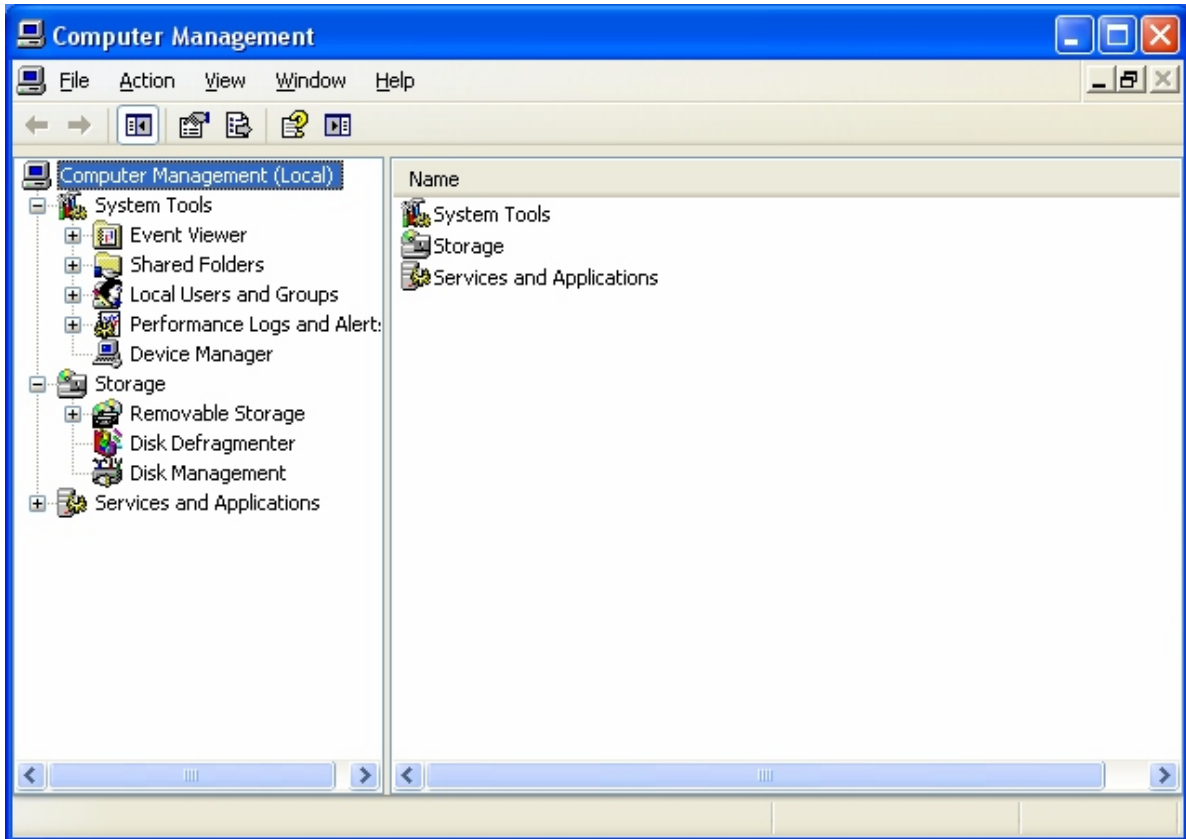 Computer Management
File Action View Window Help
Computer Management (Local)
System Tools
Event Viewer
Shared Folders
Local Users and Groups
Performance Logs and Alert
Device Manager
Storage
Removable Storage
Disk Defragmenter
Disk Management
Services and Applications
Name
System Tools
Storage
Services and Applications